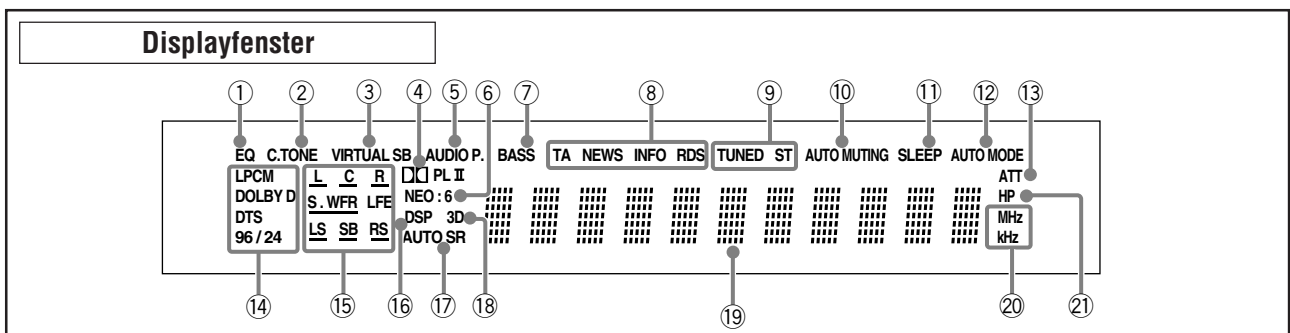 Displayfenster
① ② ③ ④ ⑤ ⑥ ⑦ ⑧ ⑨ ⑩ ⑪ ⑫ ⑬
EQ C.TONE VIRTUAL SB AUDIO P. BASS TA NEWS INFO RDS TUNED ST AUTO MUTING SLEEP AUTO MODE
LPCM L C R PL II ATT
DOLBY D S . WFR LFE NEO : 6 HP
DTS DSP 3D MHz
96 / 24 LS SB RS AUTO SR kHz
⑭ ⑮ ⑯ ⑰ ⑱ ⑲ ⑳ ㉑